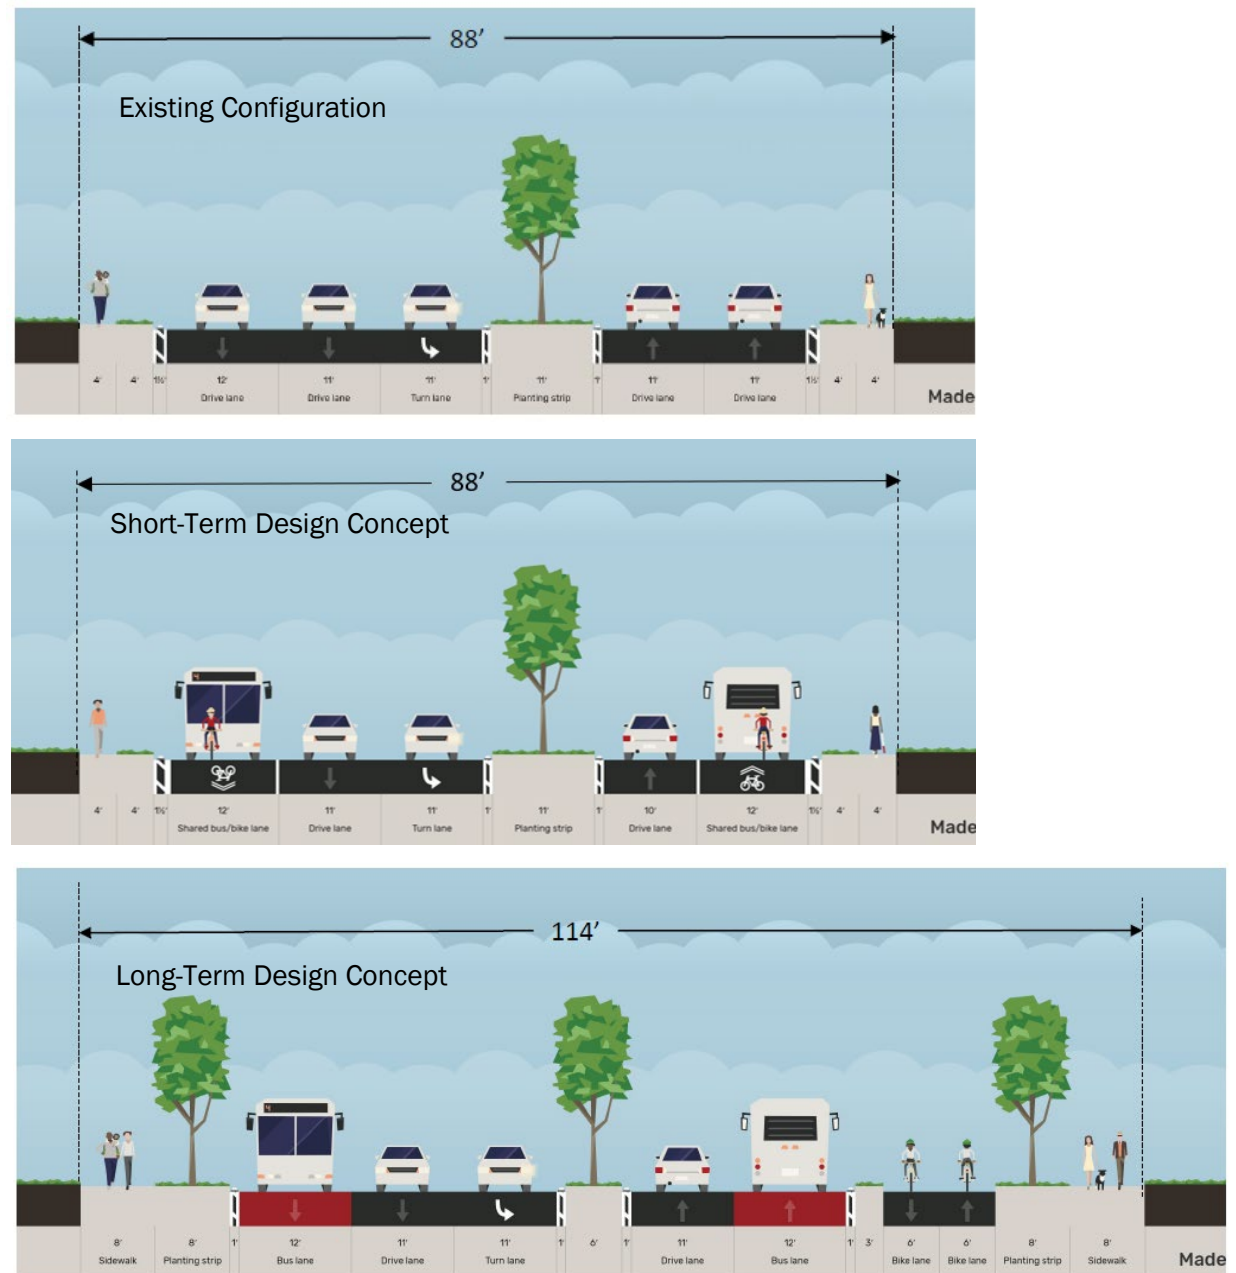 88’
Existing Configuration
4' 4' 1½' 12' 11' 11' 1' 11' 1' 11' 11' 1½' 4' 4'
Drive lane Drive lane Turn lane Planting strip Drive lane Drive lane
Made
88’
Short-Term Design Concept
4
4' 4' 1½' 12' 11' 11' 1' 11' 1' 10' 12' 1½' 4' 4'
Shared bus/bike lane Drive lane Turn lane Planting strip Drive lane Shared bus/bike lane
Made
114’
Long-Term Design Concept
4
8' 8' 1' 12' 11' 11' 1' 6' 1' 11' 12' 1' 3' 6' 6' 8' 8'
Sidewalk Planting strip Bus lane Drive lane Turn lane Drive lane Bus lane Bike lane Bike lane Planting strip Sidewalk
Made